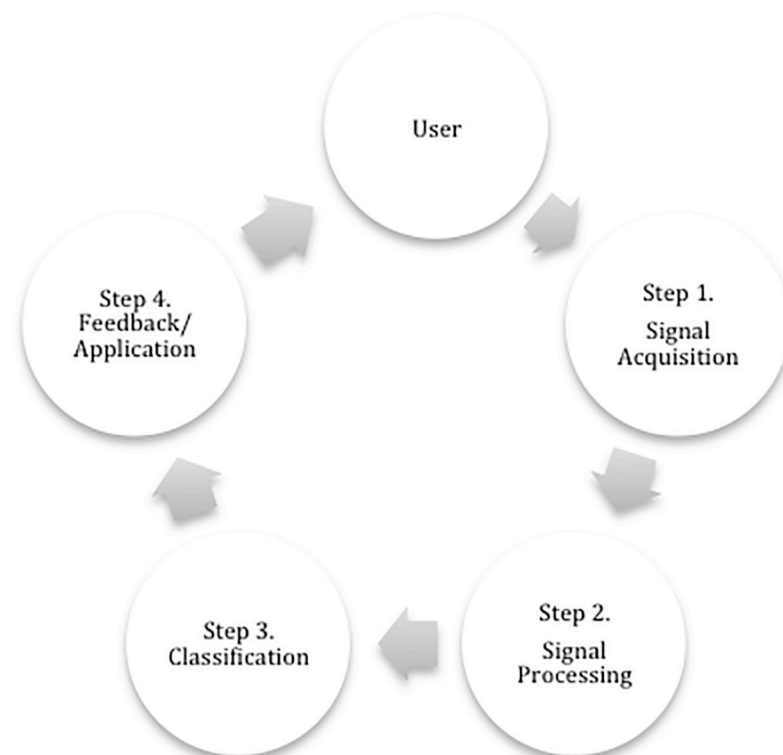 User
Step 1.
Signal
Acquisition
Step 2.
Signal
Processing
Step 3.
Classification
Step 4.
Feedback/
Application